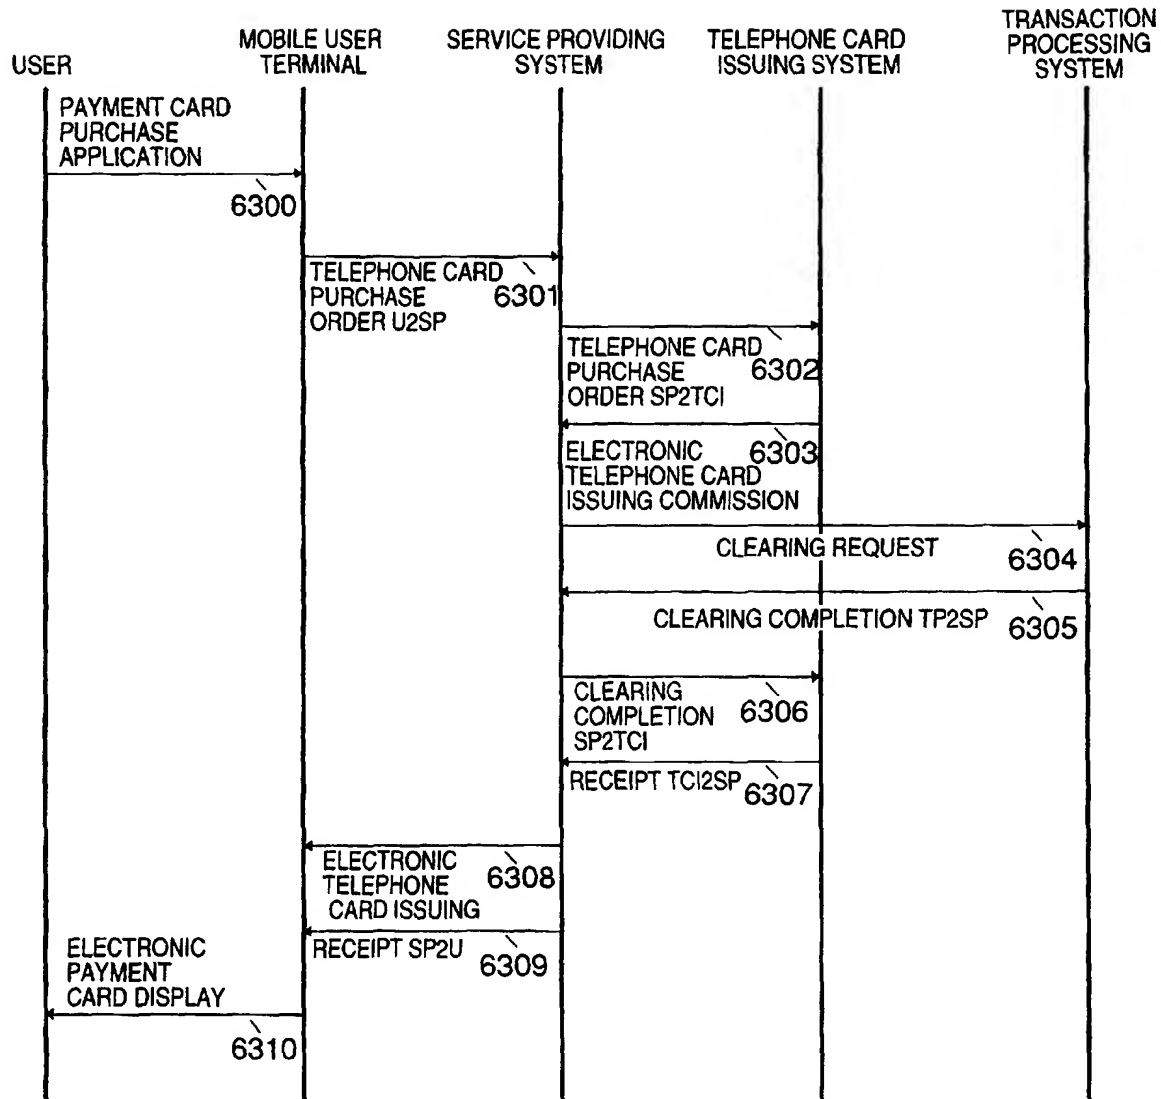 TRANSACTION
PROCESSING
SYSTEM
MOBILE USER
TERMINAL
SERVICE PROVIDING
SYSTEM
TELEPHONE CARD
ISSUING SYSTEM
USER
PAYMENT CARD
PURCHASE
APPLICATION
6300
TELEPHONE CARD
PURCHASE
ORDER U2SP
6301
TELEPHONE CARD
PURCHASE
ORDER SP2TCI
6302
ELECTRONIC
TELEPHONE CARD
ISSUING COMMISSION
6303
CLEARING REQUEST
6304
CLEARING COMPLETION TP2SP
6305
CLEARING
COMPLETION
SP2TCI
6306
RECEIPT TCI2SP
6307
ELECTRONIC
TELEPHONE
CARD ISSUING
6308
RECEIPT SP2U
6309
ELECTRONIC
PAYMENT
CARD DISPLAY
6310